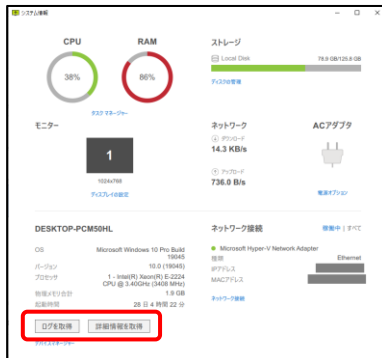 システム情報
CPU
RAM
38%
86%
タスク マネージャー
ストレージ
Local Disk
78.9 GB/125.8 GB
ディスクの管理
モニター
1
1024x768
ディスプレイの設定
ネットワーク
ダウンロード
14.3 KB/s
アップロード
736.0 B/s
ACアダプタ
電源オプション
DESKTOP-PCM50HL
OS Microsoft Windows 10 Pro Build
19045
バージョン 10.0 (19045)
プロセッサ 1 - Intel(R) Xeon(R) E-2224
CPU @ 3.40GHz (3408 MHz)
物理メモリ合計 1.9 GB
起動時間 28 日 4 時間 22 分
ログを取得 詳細情報を取得
デバイスマネージャー
ネットワーク接続 稼働中 | すべて
Microsoft Hyper-V Network Adapter
種類 Ethernet
IPアドレス
MACアドレス
ネットワーク接続